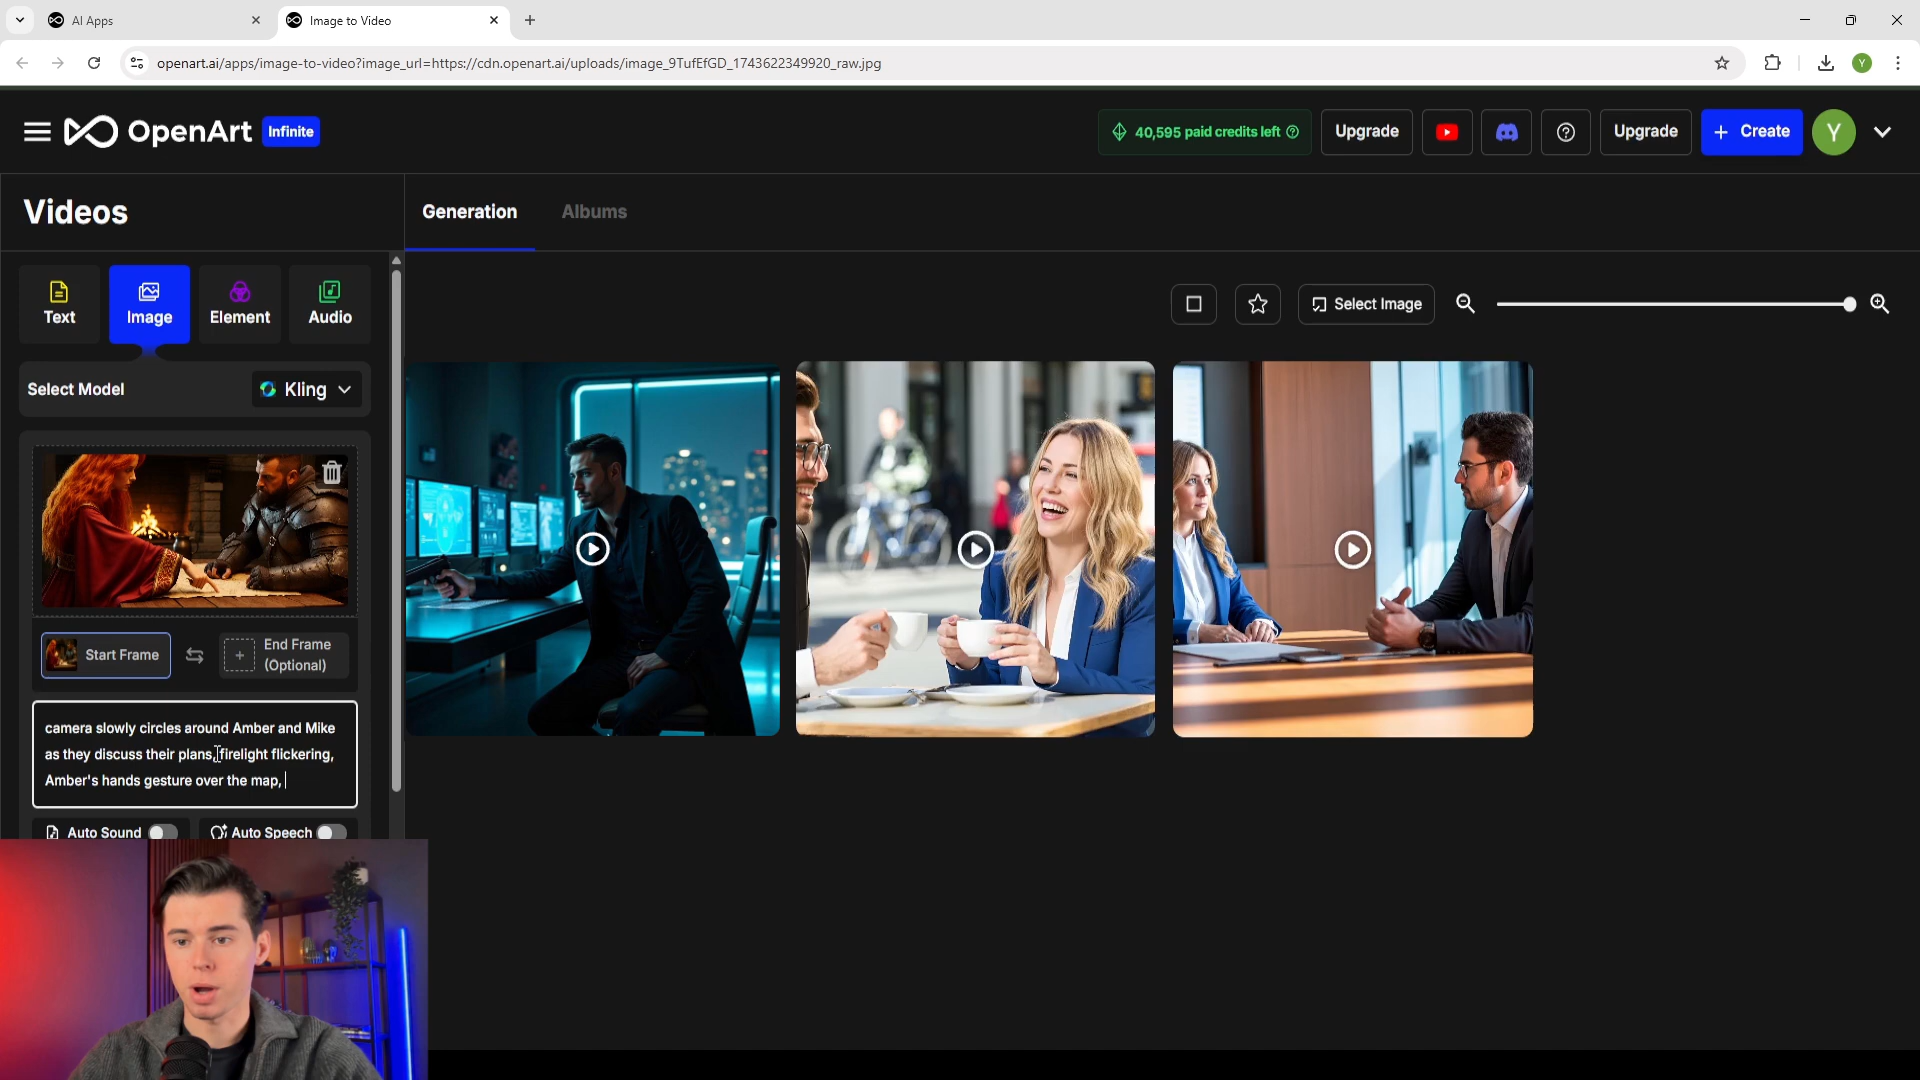 AI Apps
Image to Video
openart.ai/apps/image-to-video?image_url=https://cdn.openart.ai/uploads/image_9TufEfGD_1743622349920_raw.jpg
Y
OpenArt
Infinite
40,595 paid credits left
Upgrade
Upgrade
+ Create
Y
Videos
Generation
Albums
Text
Image
Element
Audio
Select Image
Select Model
Kling
Start Frame
End Frame
(Optional)
camera slowly circles around Amber and Mike
as they discuss their plans, firelight flickering,
Amber's hands gesture over the map,
Auto Sound
Auto Speech